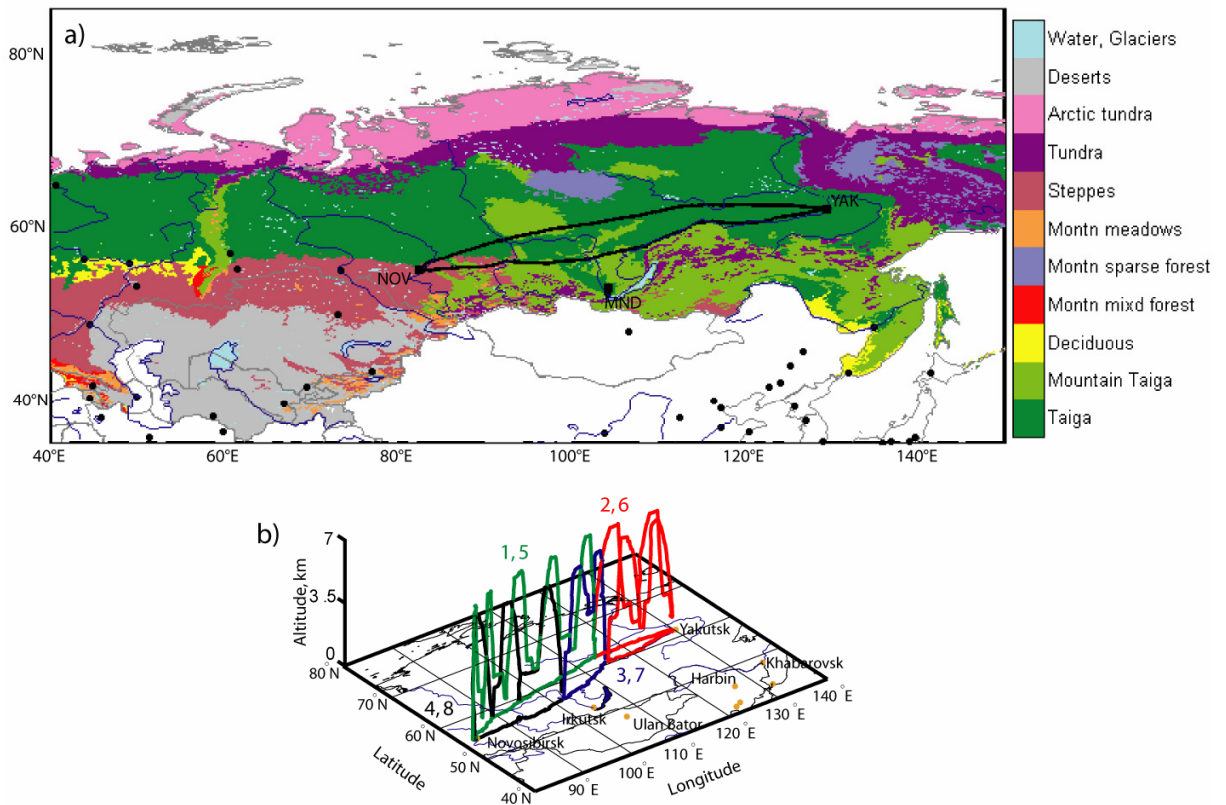 a)
80°N
60°N
40°N
40°E 60°E 80°E 100°E 120°E 140°E
NOV
MND
YAK
Water, Glaciers
Deserts
Arctic tundra
Tundra
Steppes
Montn meadows
Montn sparse forest
Montn mixd forest
Deciduous
Mountain Taiga
Taiga
b)
Altitude, km
7
3.5
0
1,5
2,6
3,7
4,8
80°N
70 N
60 N
50 N
40°N
Latitude
90°E
100°E
110°E
120°E
130°E
140°E
Longitude
Yakutsk
Khabarovsk
Harbin
Irkutsk
Ulan Bator
Novosibirsk